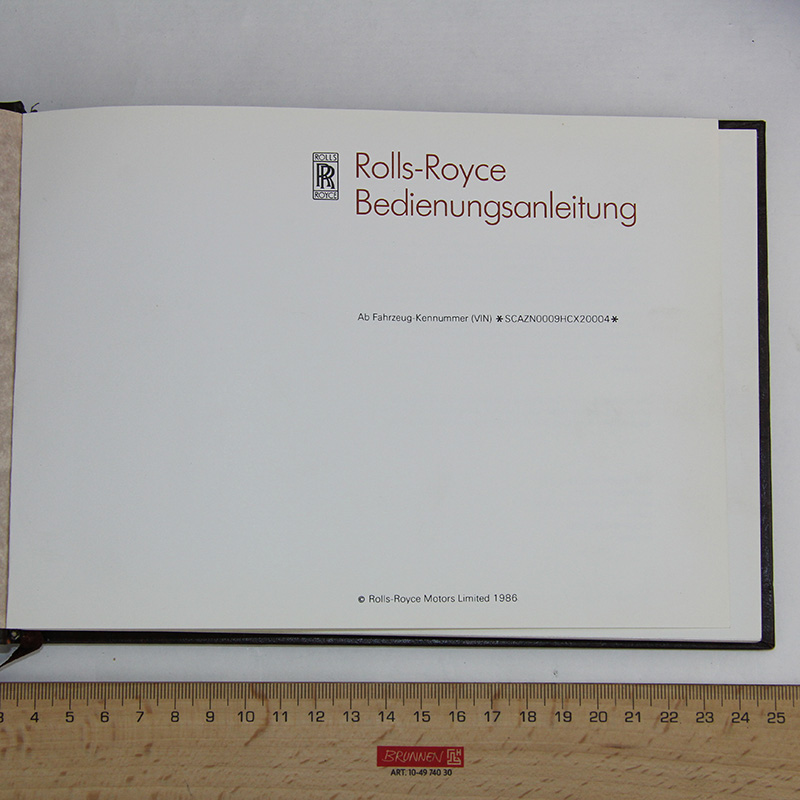 ROLLS
RR
ROYCE
Rolls-Royce
Bedienungsanleitung
Ab Fahrzeug-Kennummer (VIN) *SCAZN0009HCX20004*
© Rolls-Royce Motors Limited 1986
3 4 5 6 7 8 9 10 11 12 13 14 15 16 17 18 19 20 21 22 23 24 25
BRUNNEN
ART. 10-49 740 30